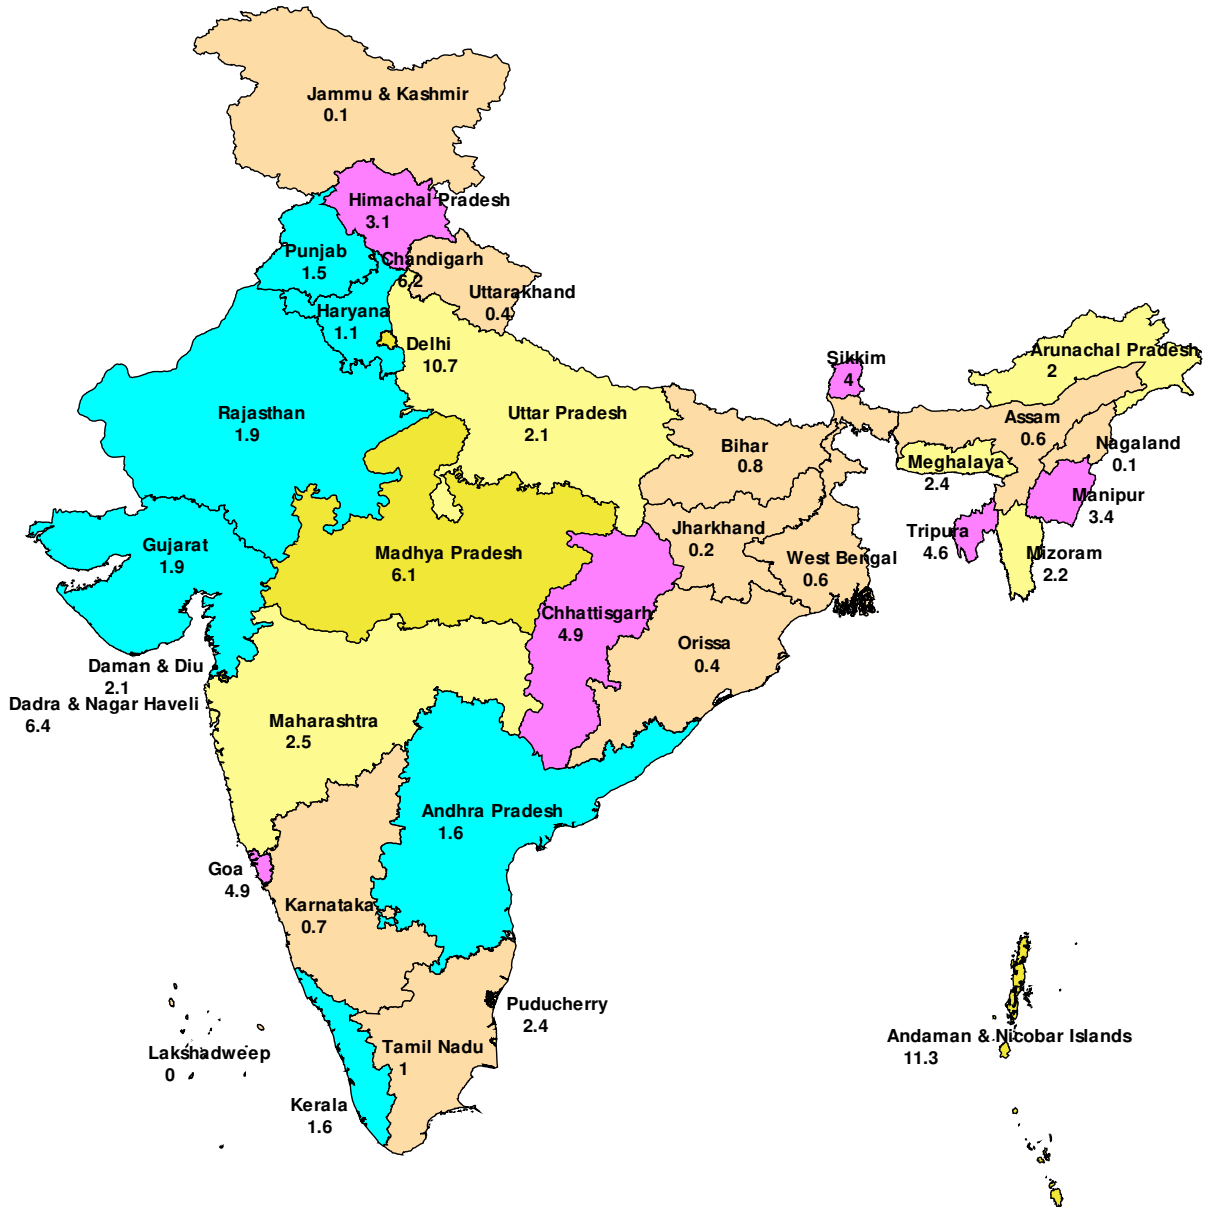 Jammu & Kashmir
0.1
Himachal Pradesh
3.1
Punjab
1.5
Chandigarh
6.2
Uttarakhand
0.4
Haryana
1.1
Delhi
10.7
Rajasthan
1.9
Uttar Pradesh
2.1
Bihar
0.8
Sikkim
4
Arunachal Pradesh
2
Assam
0.6
Nagaland
0.1
Meghalaya
2.4
Manipur
3.4
Tripura
4.6
Mizoram
2.2
Gujarat
1.9
Madhya Pradesh
6.1
Jharkhand
0.2
West Bengal
0.6
Chhattisgarh
4.9
Orissa
0.4
Daman & Diu
2.1
Dadra & Nagar Haveli
6.4
Maharashtra
2.5
Andhra Pradesh
1.6
Goa
4.9
Karnataka
0.7
Puducherry
2.4
Lakshadweep
0
Tamil Nadu
1
Kerala
1.6
Andaman & Nicobar Islands
11.3